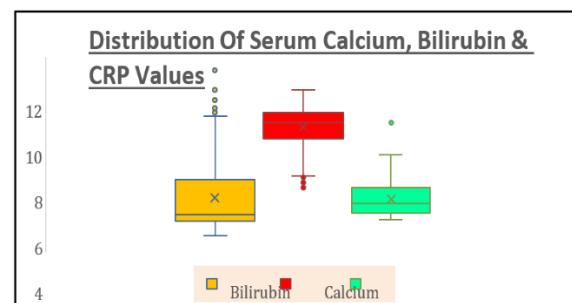 Distribution Of Serum Calcium, Bilirubin &
CRP Values
12
10
8
6
4
Bilirubin Calcium